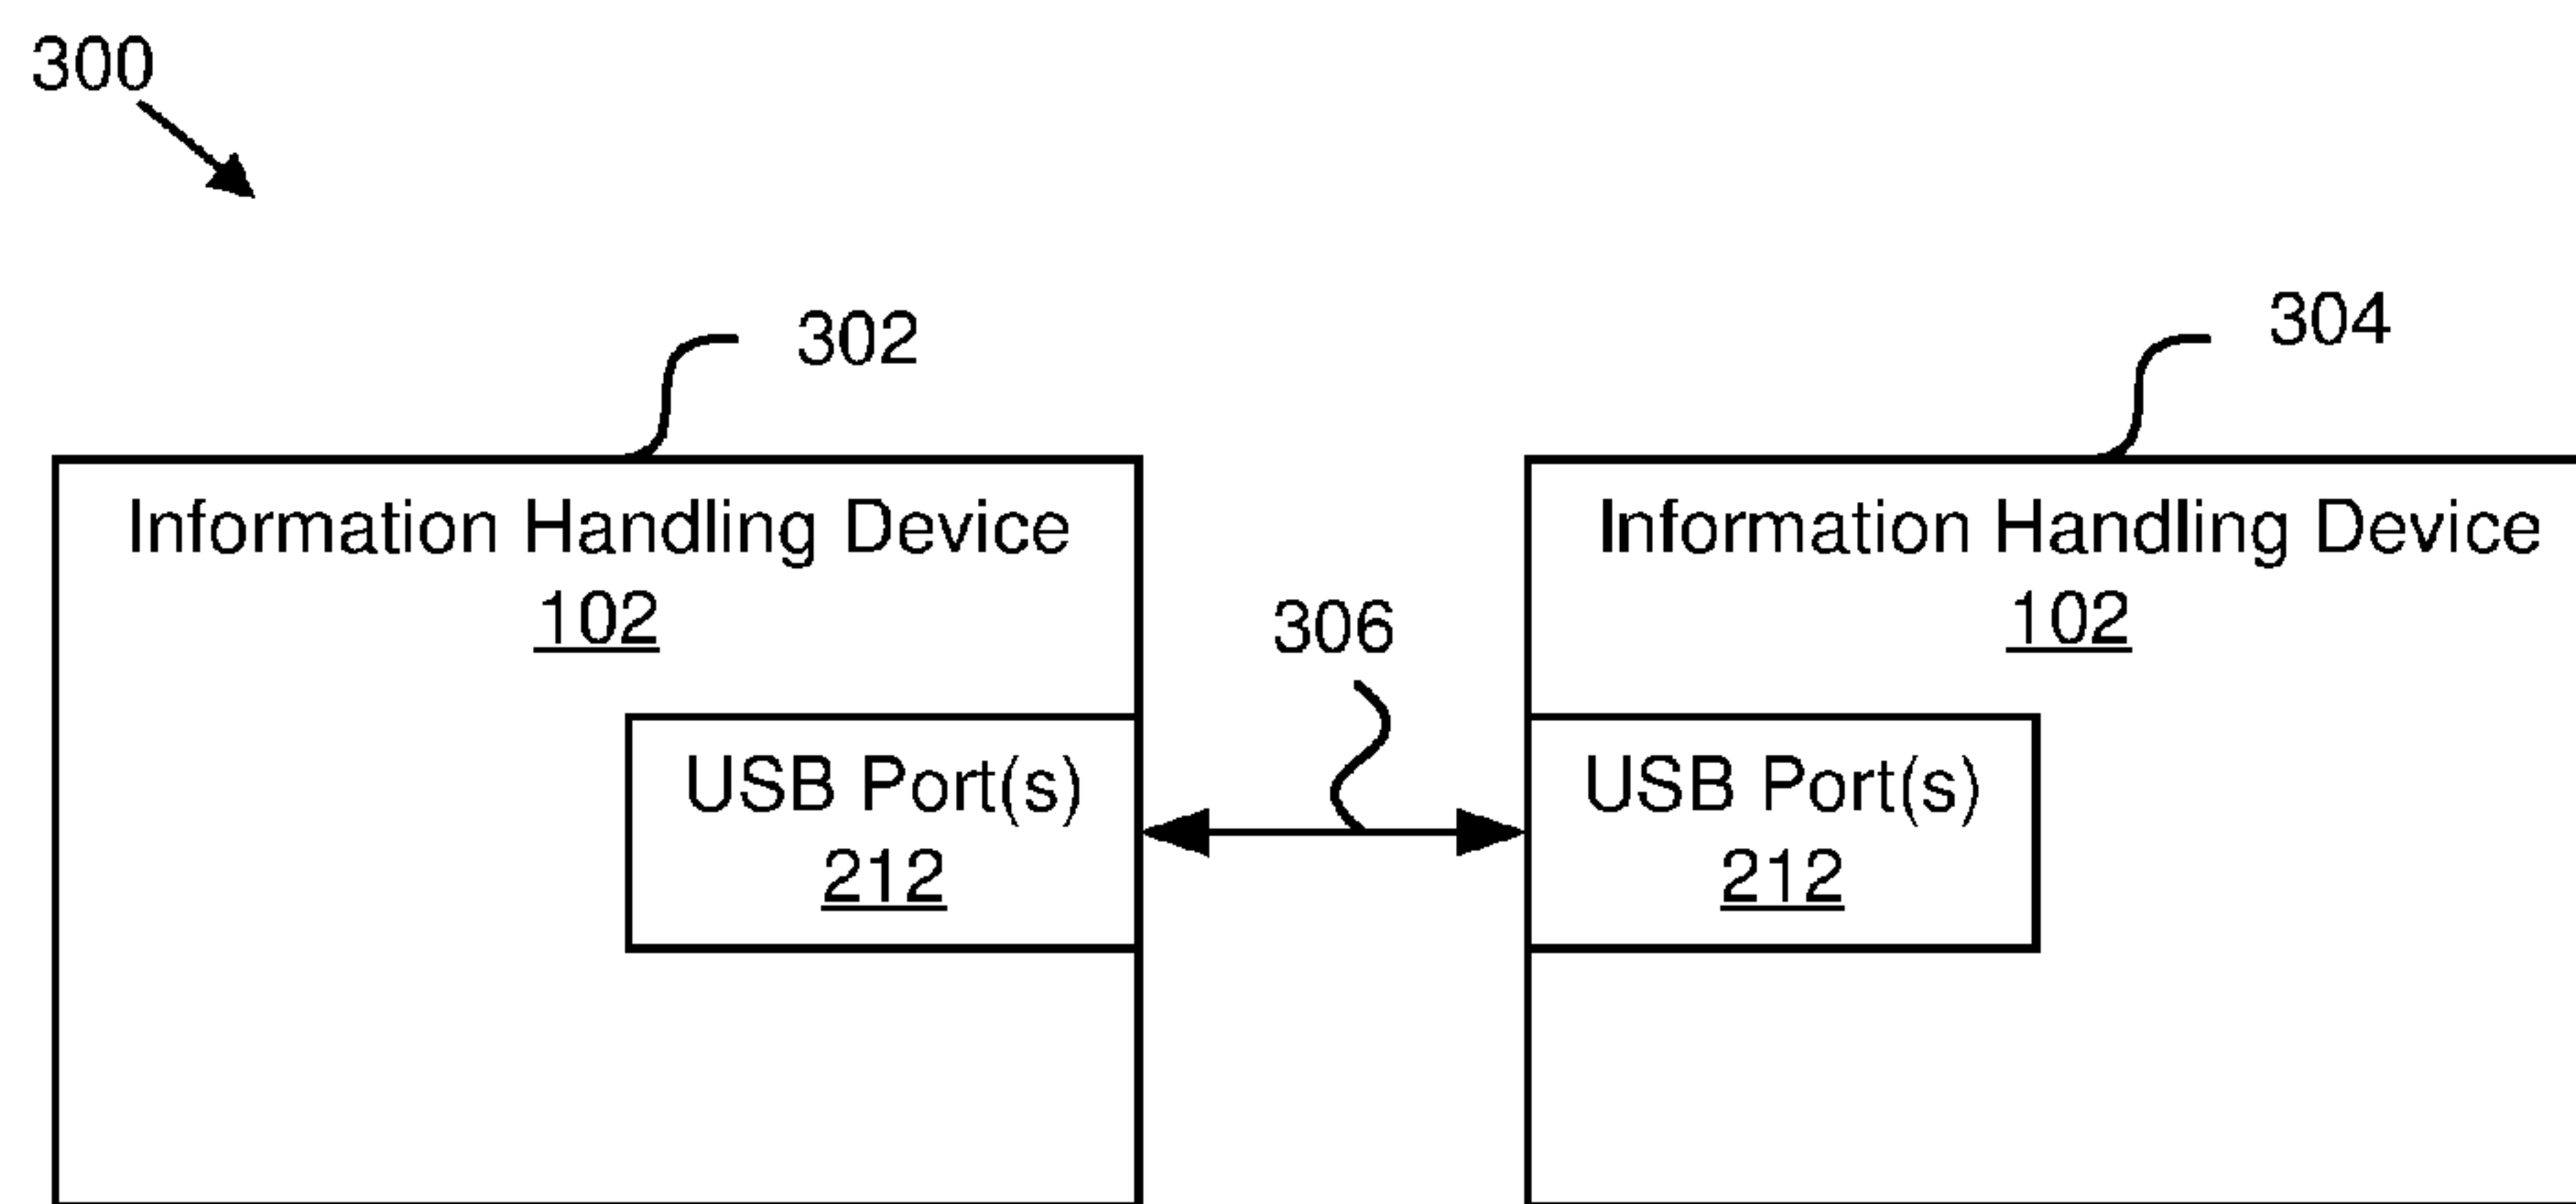 300
302
304
Information Handling Device
102
Information Handling Device
102
306
USB Port(s)
212
USB Port(s)
212